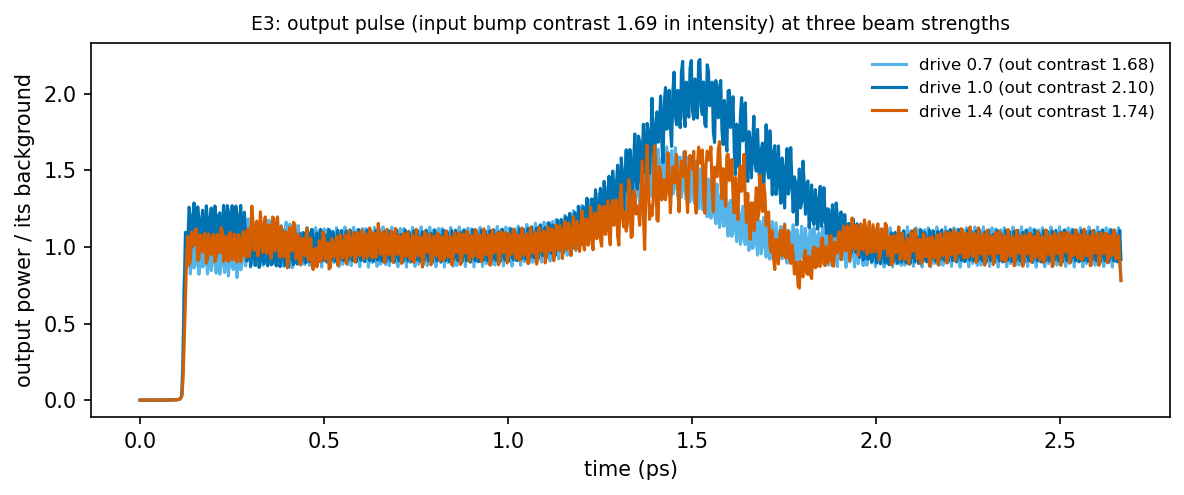 E3: output pulse (input bump contrast 1.69 in intensity) at three beam strengths
output power / its background
2.0
1.5
1.0
0.5
0.0
drive 0.7 (out contrast 1.68)
drive 1.0 (out contrast 2.10)
drive 1.4 (out contrast 1.74)
0.0 0.5 1.0 1.5 2.0 2.5
time (ps)